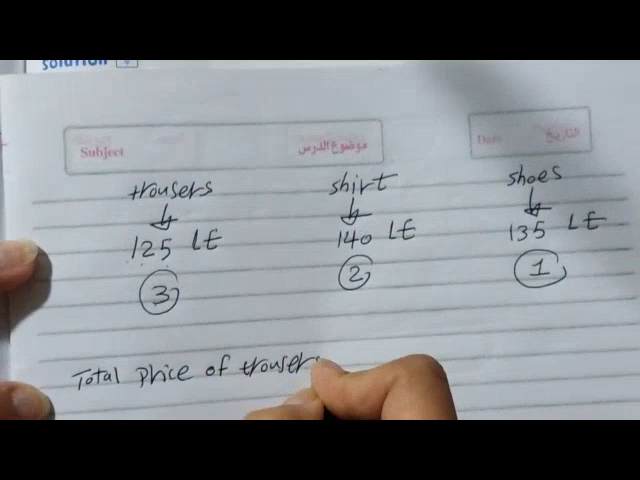 solution
Subject موضوع الدرس Date التاريخ
trousers shirt shoes
125 LE 140 LE 135 LE
3 2 1
Total price of trousers